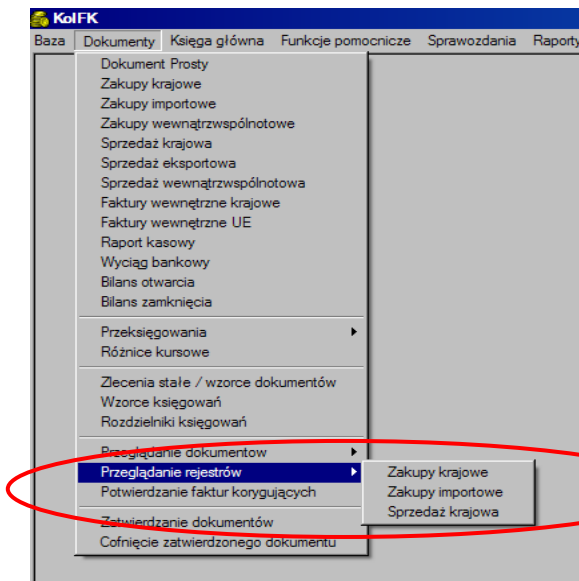 KolFK
Baza Dokumenty Księga główna Funkcje pomocnicze Sprawozdania Raporty
Dokument Prosty
Zakupy krajowe
Zakupy importowe
Zakupy wewnątrzwspólnotowe
Sprzedaż krajowa
Sprzedaż eksportowa
Sprzedaż wewnątrzwspólnotowa
Faktury wewnętrzne krajowe
Faktury wewnętrzne UE
Raport kasowy
Wyciąg bankowy
Bilans otwarcia
Bilans zamknięcia
Przeksięgowania
Różnice kursowe
Zlecenia stałe / wzorce dokumentów
Wzorce księgowań
Rozdzielniki księgowań
Przeglądanie dokumentów
Przeglądanie rejestrów
Potwierdzanie faktur korygujących
Zatwierdzanie dokumentów
Cofnięcie zatwierdzonego dokumentu
Zakupy krajowe
Zakupy importowe
Sprzedaż krajowa